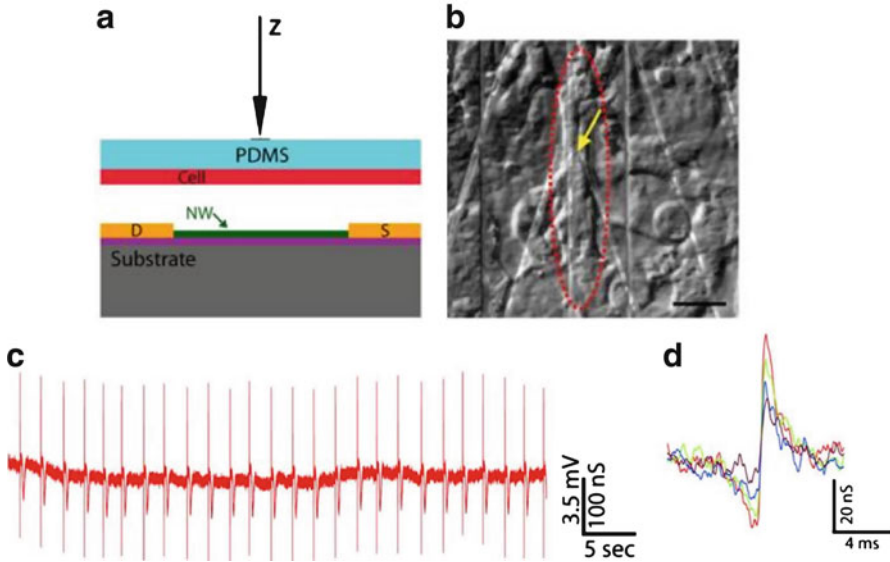 a
Z
PDMS
Cell
NW
D
S
Substrate
b
c
3.5 mV
100 nS
5 sec
d
20 nS
4 ms